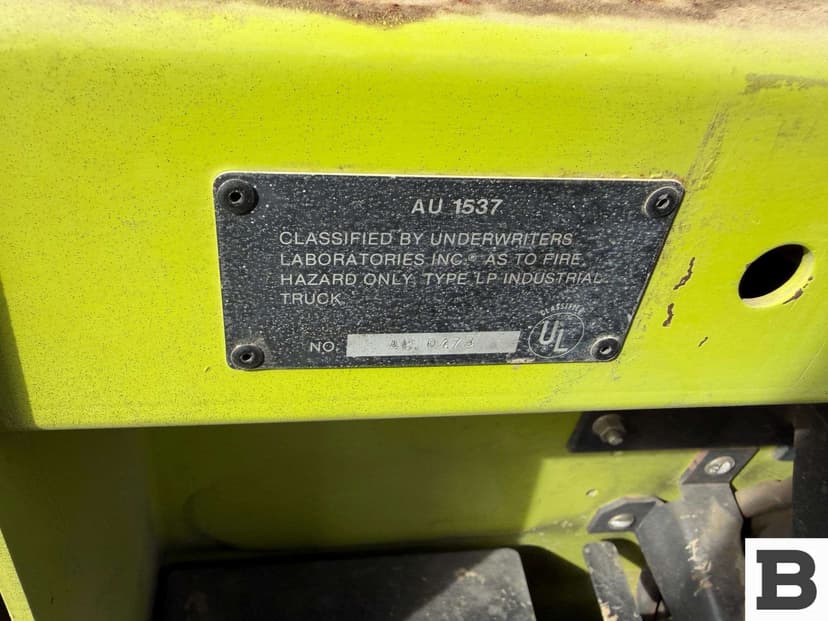 AU 1537
CLASSIFIED BY UNDERWRITERS
LABORATORIES INC.® AS TO FIRE
HAZARD ONLY. TYPE LP INDUSTRIAL
TRUCK.
CLASSIFIED
UL
NO.
B